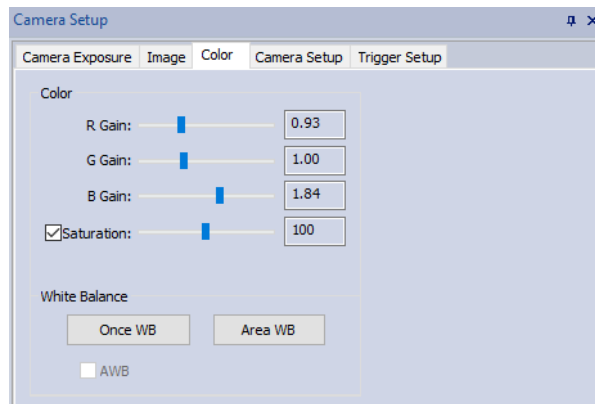 Camera Setup
Camera Exposure Image Color Camera Setup Trigger Setup
Color
R Gain: 0.93
G Gain: 1.00
B Gain: 1.84
Saturation: 100
White Balance
Once WB Area WB
AWB